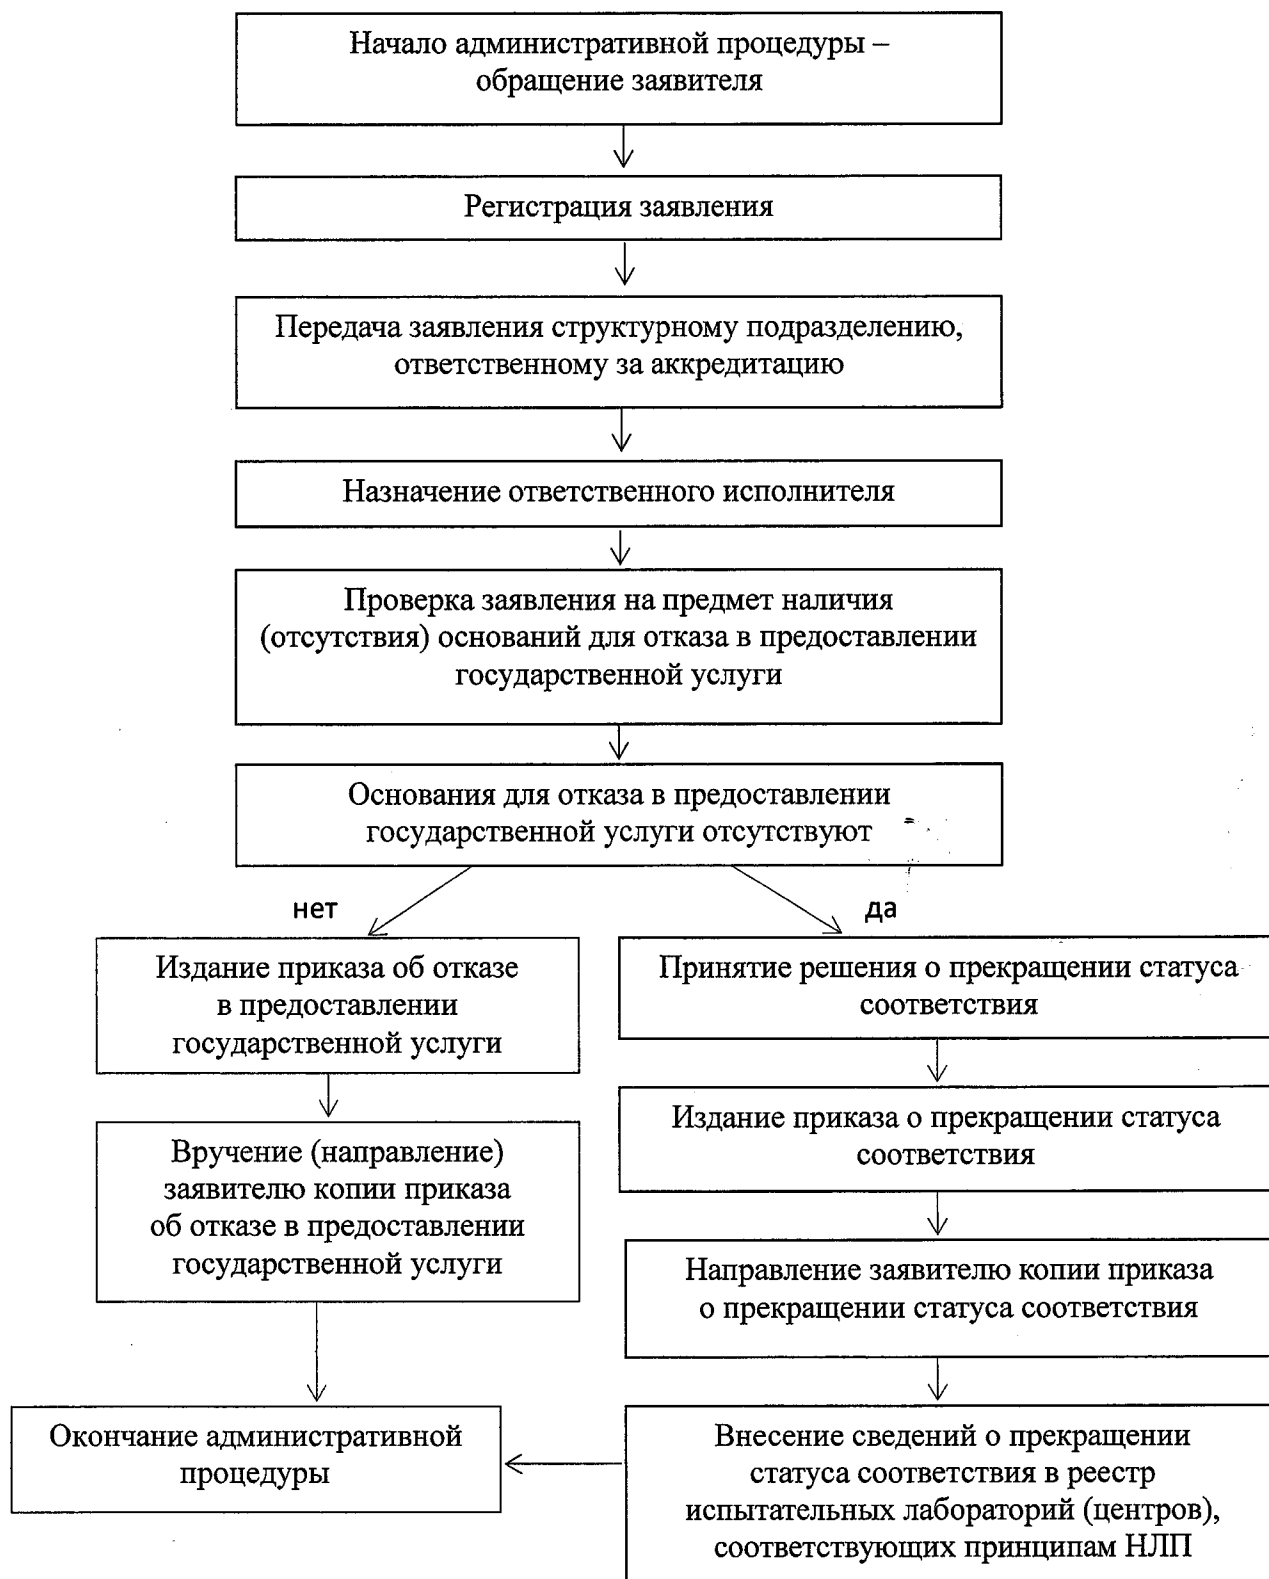 Начало административной процедуры –
обращение заявителя
Регистрация заявления
Передача заявления структурному подразделению,
ответственному за аккредитацию
Назначение ответственного исполнителя
Проверка заявления на предмет наличия
(отсутствия) оснований для отказа в предоставлении
государственной услуги
Основания для отказа в предоставлении
государственной услуги отсутствуют
нет
да
Издание приказа об отказе
в предоставлении
государственной услуги
Вручение (направление)
заявителю копии приказа
об отказе в предоставлении
государственной услуги
Принятие решения о прекращении статуса
соответствия
Издание приказа о прекращении статуса
соответствия
Направление заявителю копии приказа
о прекращении статуса соответствия
Внесение сведений о прекращении
статуса соответствия в реестр
испытательных лабораторий (центров),
соответствующих принципам НЛП
Окончание административной
процедуры